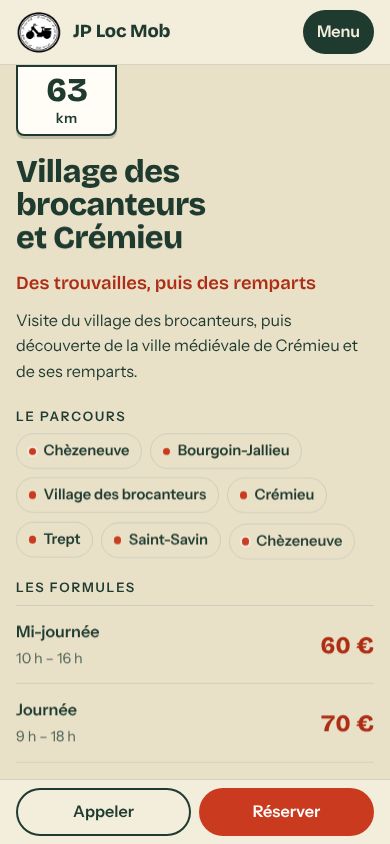 JP Loc Mob
Menu
63
km
Village des
brocanteurs
et Crémieu
Des trouvailles, puis des remparts
Visite du village des brocanteurs, puis
découverte de la ville médiévale de Crémieu et
de ses remparts.
LE PARCOURS
Chèzeneuve
Bourgoin-Jallieu
Village des brocanteurs
Crémieu
Trept
Saint-Savin
Chèzeneuve
LES FORMULES
Mi-journée
10 h – 16 h
60 €
Journée
9 h – 18 h
70 €
Appeler
Réserver